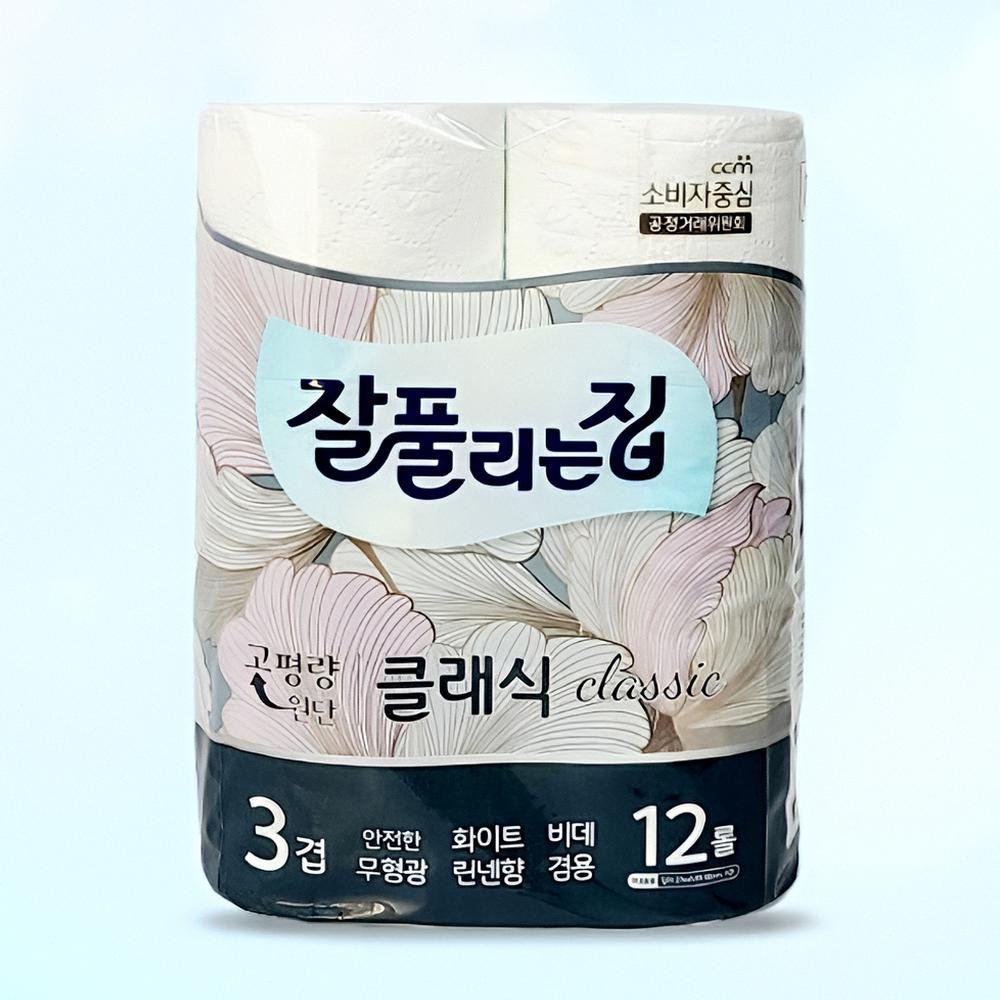 ccm
소비자중심
공정거래위원회
잘풀리는집
고평량
원단
클래식 classic
3겹
안전한
무형광
화이트
린넨향
비데
겸용
12롤